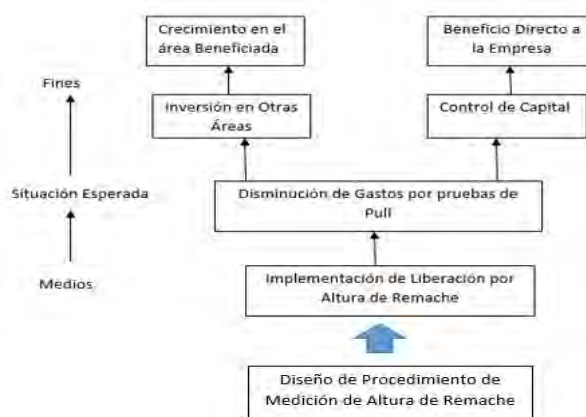 Crecimiento en el
área Beneficiada
Beneficio Directo a
la Empresa
Fines
Inversión en Otras
Áreas
Control de Capital
Situación Esperada
Disminución de Gastos por pruebas de
Pull
Medios
Implementación de Liberación por
Altura de Remache
Diseño de Procedimiento de
Medición de Altura de Remache